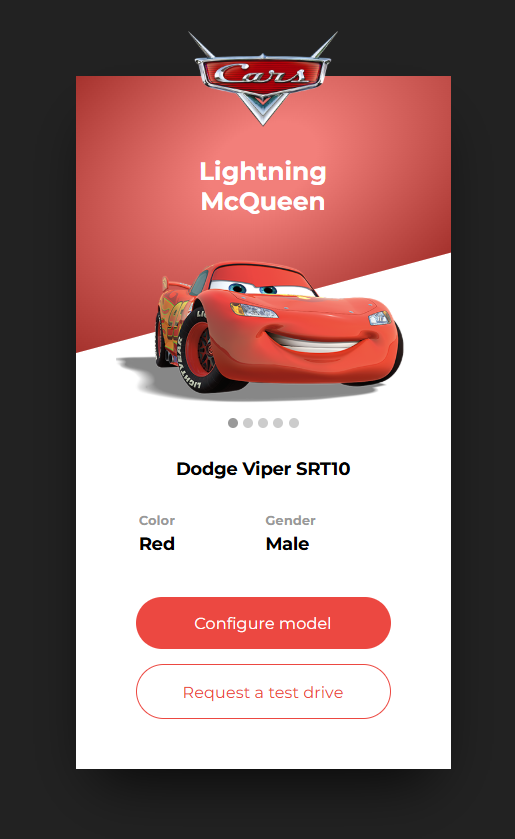 Cars
Lightning
McQueen
Dodge Viper SRT10
Color
Gender
Red
Male
Configure model
Request a test drive